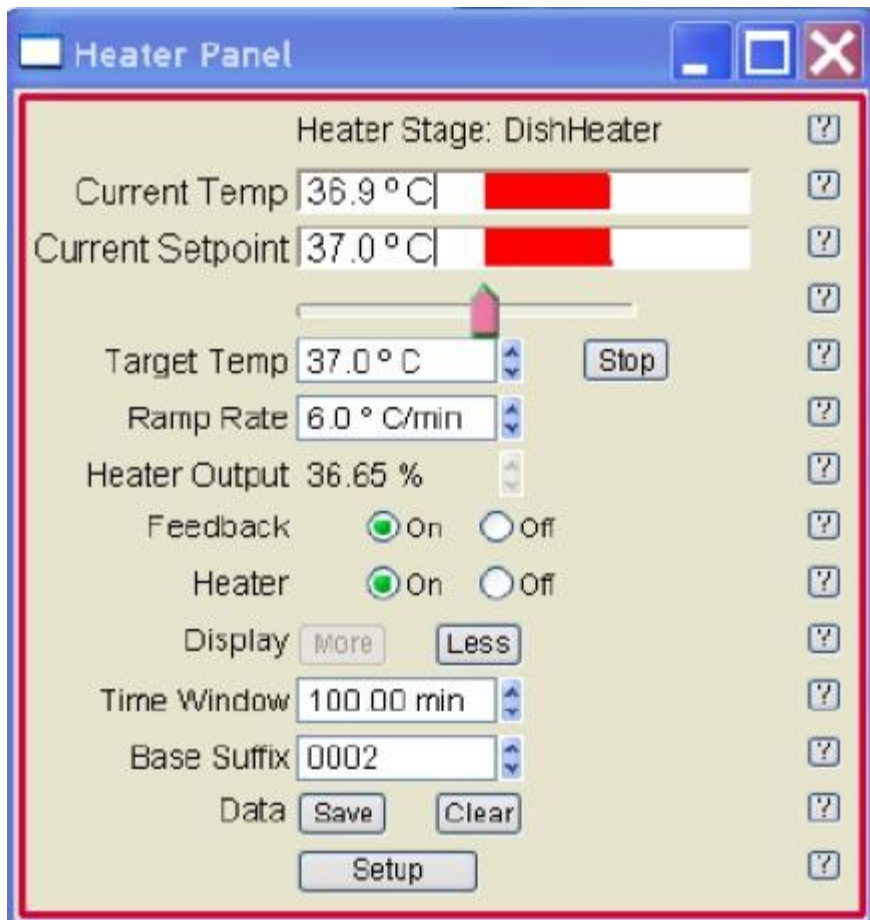 Heater Panel
Heater Stage: DishHeater ?
Current Temp 36.9 º C ?
Current Setpoint 37.0 º C ?
?
Target Temp 37.0 º C Stop ?
Ramp Rate 6.0 º C/min ?
Heater Output 36.65 % ?
Feedback On Off ?
Heater On Off ?
Display More Less ?
Time Window 100.00 min ?
Base Suffix 0002 ?
Data Save Clear ?
Setup ?